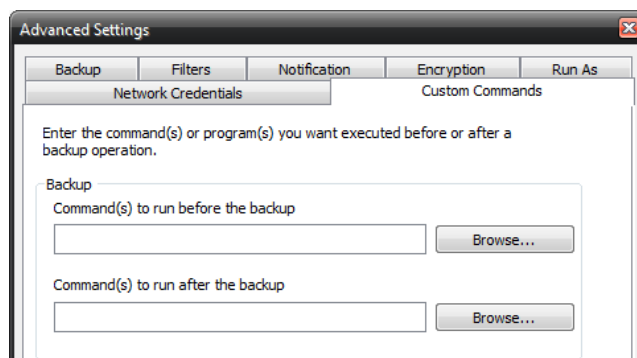 Advanced Settings
Backup Filters Notification Encryption Run As
Network Credentials Custom Commands
Enter the command(s) or program(s) you want executed before or after a
backup operation.
Backup
Command(s) to run before the backup
Browse...
Command(s) to run after the backup
Browse...